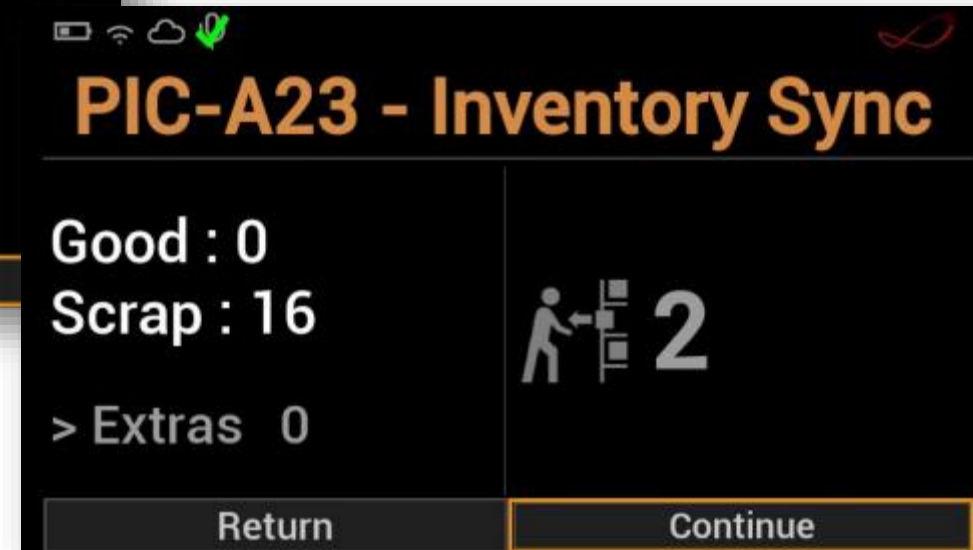 PIC-A23 - Inventory Sync
Good : 0
Scrap : 16
> Extras 0
2
Return
Continue